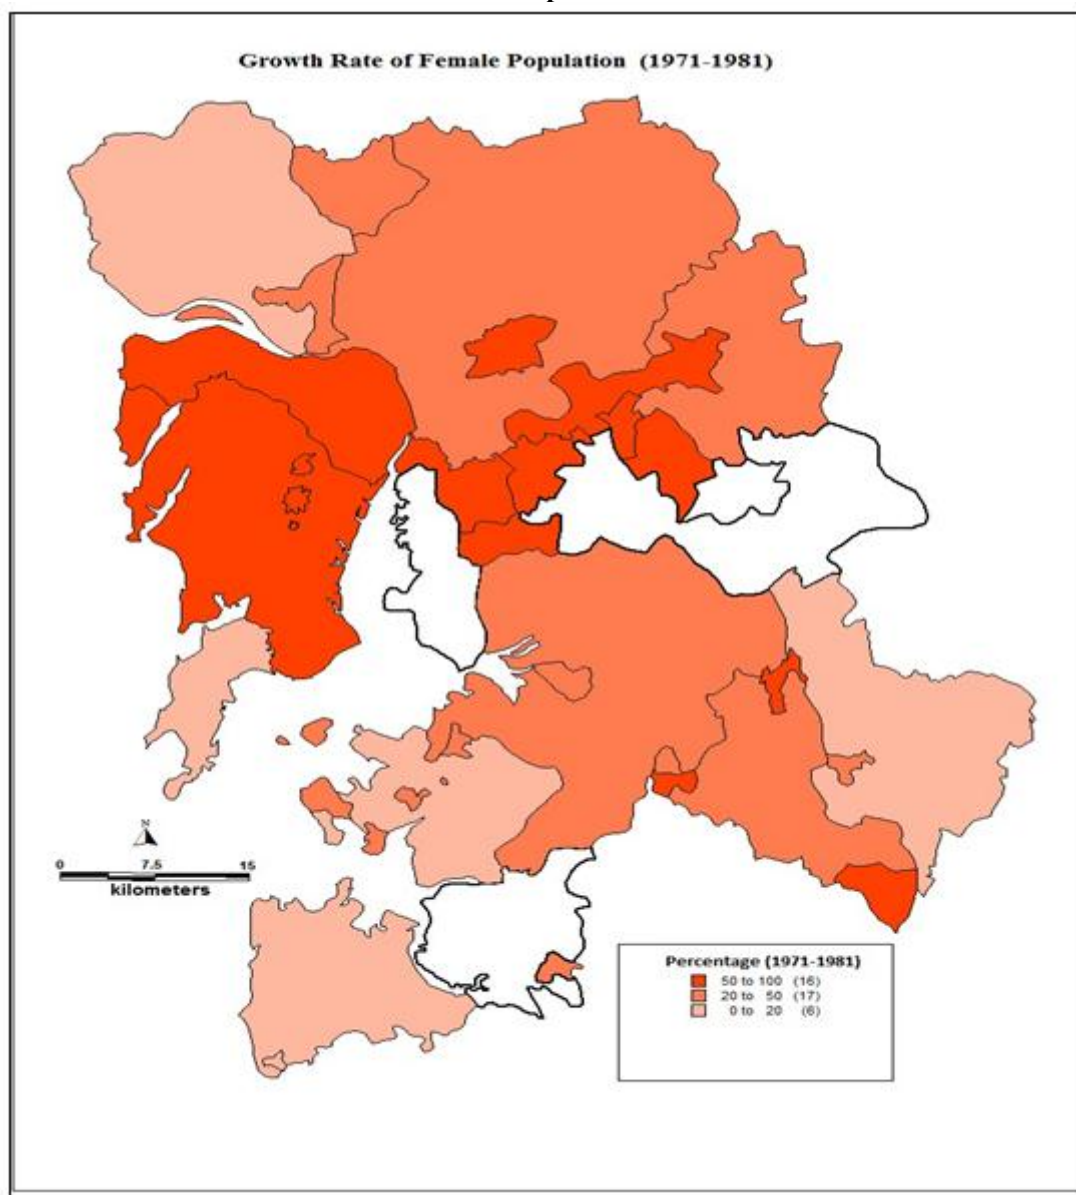 Growth Rate of Female Population (1971-1981)
N
0 7.5 15
kilometers
Percentage (1971-1981)
50 to 100 (16)
20 to 50 (17)
0 to 20 (6)